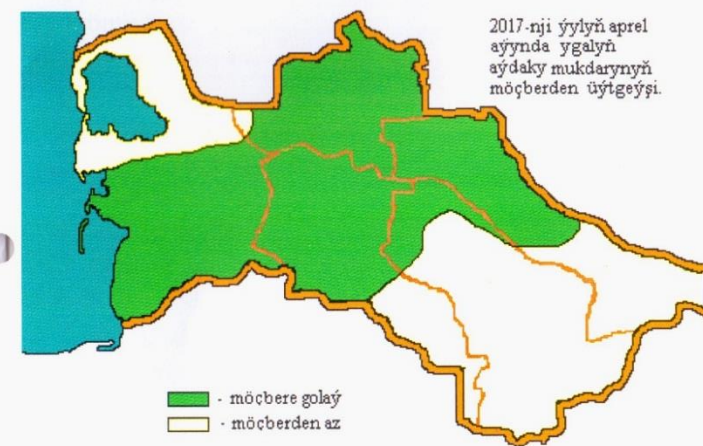 2017-nji ýylyň aprel
aýynda ygalyň
aýdaky mukdarynyň
möçberden üýtgeýşi.
- möçbere golaý
- möçberden az